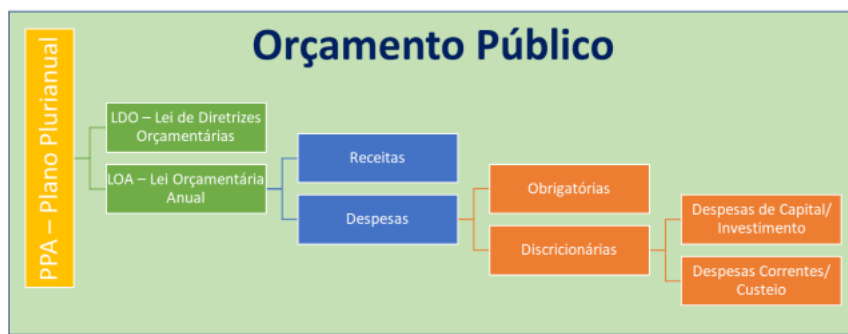 Orçamento Público
PPA – Plano Plurianual
LDO – Lei de Diretrizes
Orçamentárias
LOA – Lei Orçamentária
Anual
Receitas
Despesas
Obrigatórias
Discricionárias
Despesas de Capital/
Investimento
Despesas Correntes/
Custeio